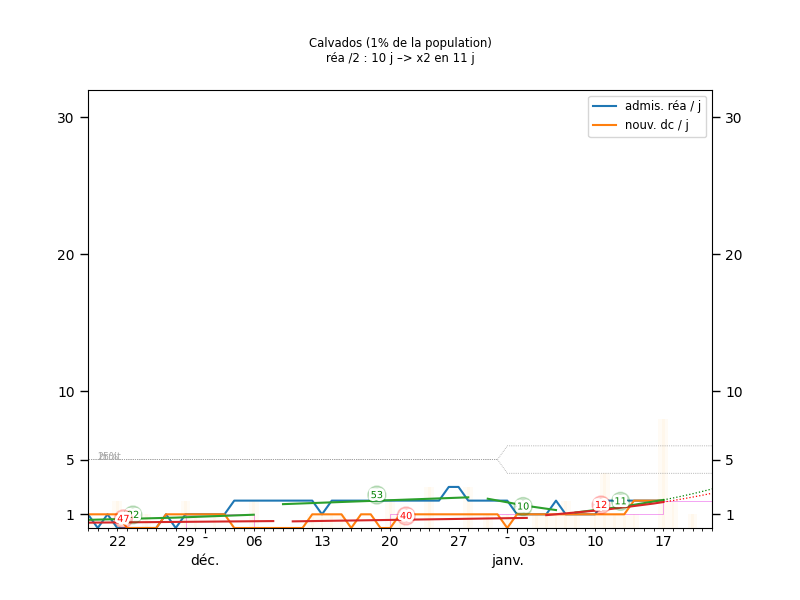 Calvados (1% de la population)
réa /2 : 10 j –> x2 en 11 j
30 30
admis. réa / j
nouv. dc / j
20 20
10 10
5 5
53
10
11
12
40
47
1 1
22 29 - 06 13 20 27 - 03 10 17
déc. janv.